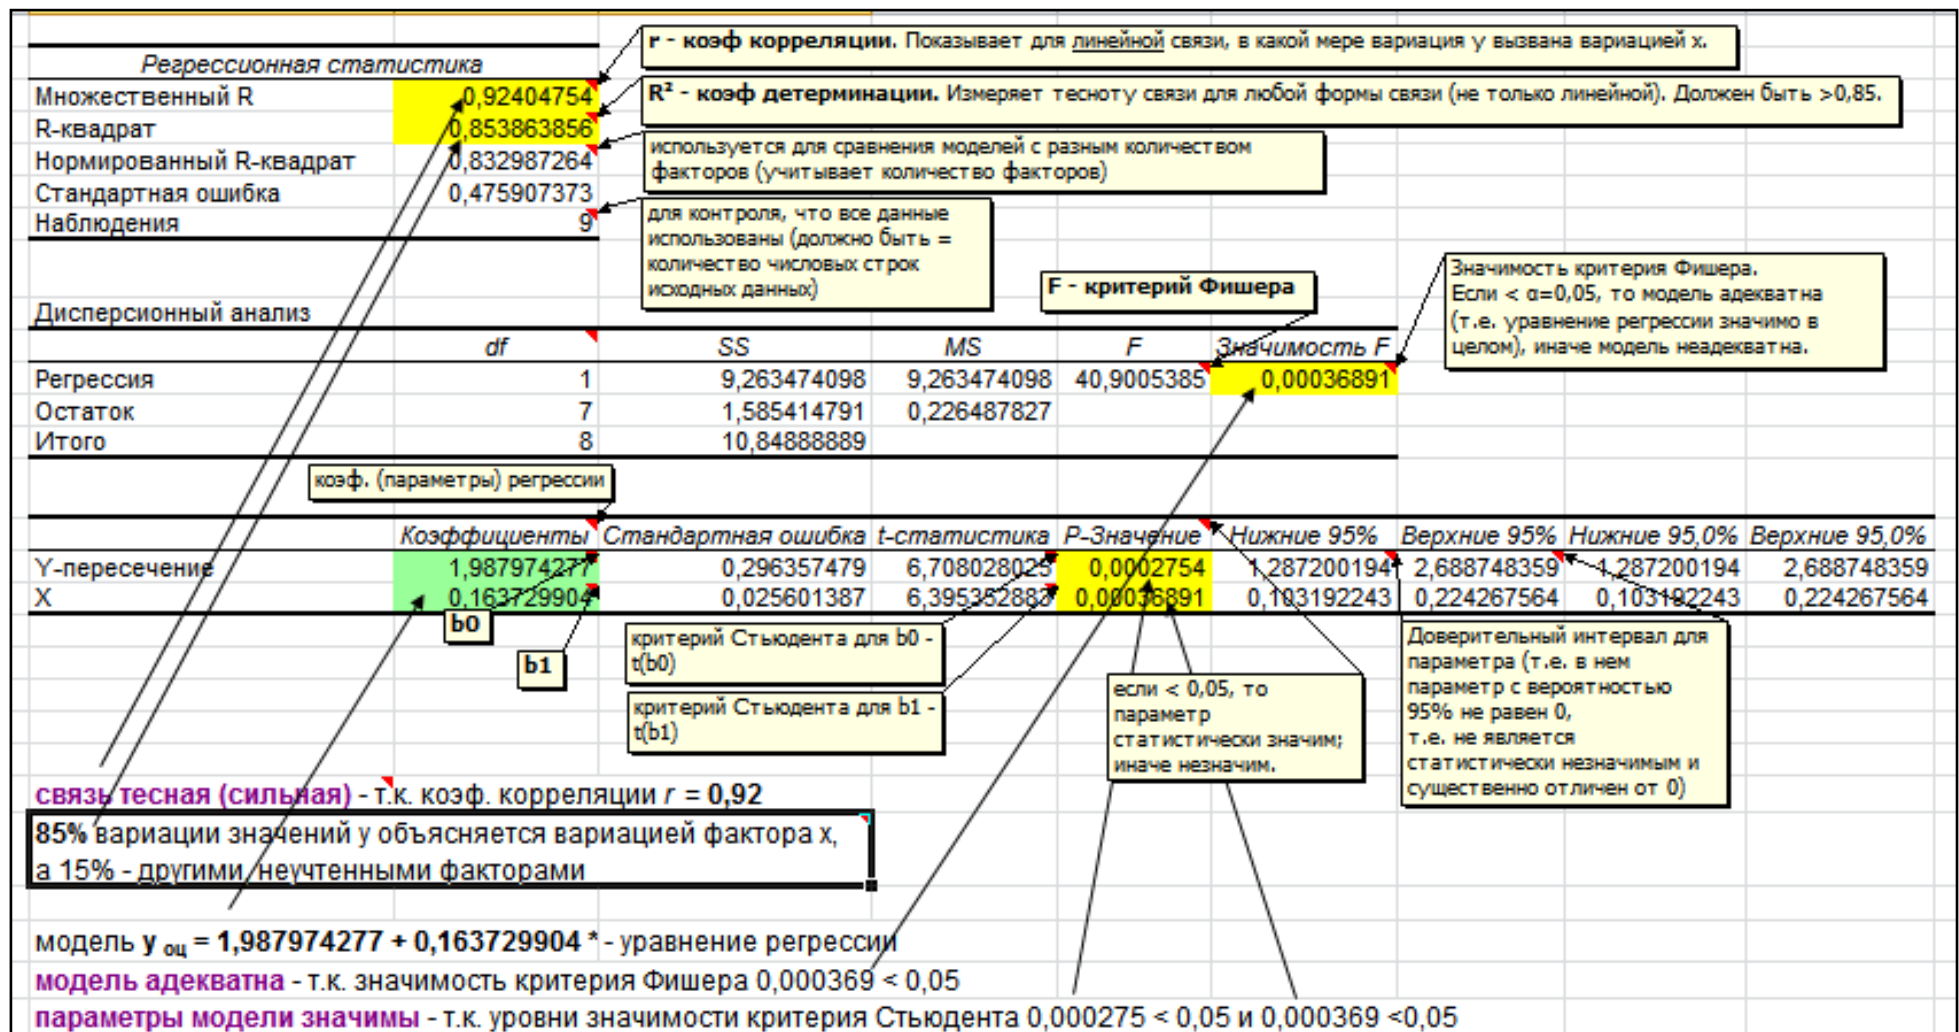 r - коэф корреляции. Показывает для линейной связи, в какой мере вариация y вызвана вариацией x.
Регрессионная статистика
Множественный R 0,92404754
R² - коэф детерминации. Измеряет тесноту связи для любой формы связи (не только линейной). Должен быть >0,85.
R-квадрат 0,853863856
Нормированный R-квадрат 0,832987264
используется для сравнения моделей с разным количеством
факторов (учитывает количество факторов)
Стандартная ошибка 0,475907373
Наблюдения 9
для контроля, что все данные
использованы (должно быть =
количество числовых строк
исходных данных)
F - критерий Фишера
Значимость критерия Фишера.
Если < α=0,05, то модель адекватна
(т.е. уравнение регрессии значимо в
целом), иначе модель неадекватна.
Дисперсионный анализ
df SS MS F Значимость F
Регрессия 1 9,263474098 9,263474098 40,9005385 0,00036891
Остаток 7 1,585414791 0,226487827
Итого 8 10,84888889
коэф. (параметры) регрессии
Коэффициенты Стандартная ошибка t-статистика P-Значение Нижние 95% Верхние 95% Нижние 95,0% Верхние 95,0%
Y-пересечение 1,987974277 0,296357479 6,708028025 0,0002754 1,287200194 2,688748359 1,287200194 2,688748359
X 0,163729904 0,025601387 6,395352883 0,00036891 0,103192243 0,224267564 0,103192243 0,224267564
b0
b1
критерий Стьюдента для b0 -
t(b0)
критерий Стьюдента для b1 -
t(b1)
если < 0,05, то
параметр
статистически значим;
иначе незначим.
Доверительный интервал для
параметра (т.е. в нем
параметр с вероятностью
95% не равен 0,
т.е. не является
статистически незначимым и
существенно отличен от 0)
связь тесная (сильная) - т.к. коэф. корреляции r = 0,92
85% вариации значений у объясняется вариацией фактора х,
а 15% - другими, неучтенными факторами
модель y оц = 1,987974277 + 0,163729904 * - уравнение регрессии
модель адекватна - т.к. значимость критерия Фишера 0,000369 < 0,05
параметры модели значимы - т.к. уровни значимости критерия Стьюдента 0,000275 < 0,05 и 0,000369 <0,05